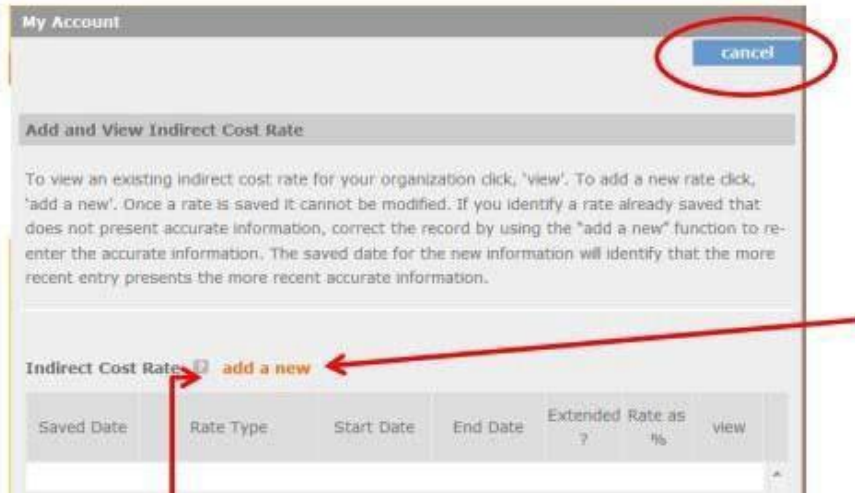 My Account
cancel
Add and View Indirect Cost Rate
To view an existing indirect cost rate for your organization click, 'view'. To add a new rate click,
'add a new'. Once a rate is saved it cannot be modified. If you identify a rate already saved that
does not present accurate information, correct the record by using the "add a new" function to re-
enter the accurate information. The saved date for the new information will identify that the more
recent entry presents the more recent accurate information.
Indirect Cost Rate ? add a new
Saved Date Rate Type Start Date End Date Extended ? Rate as % view